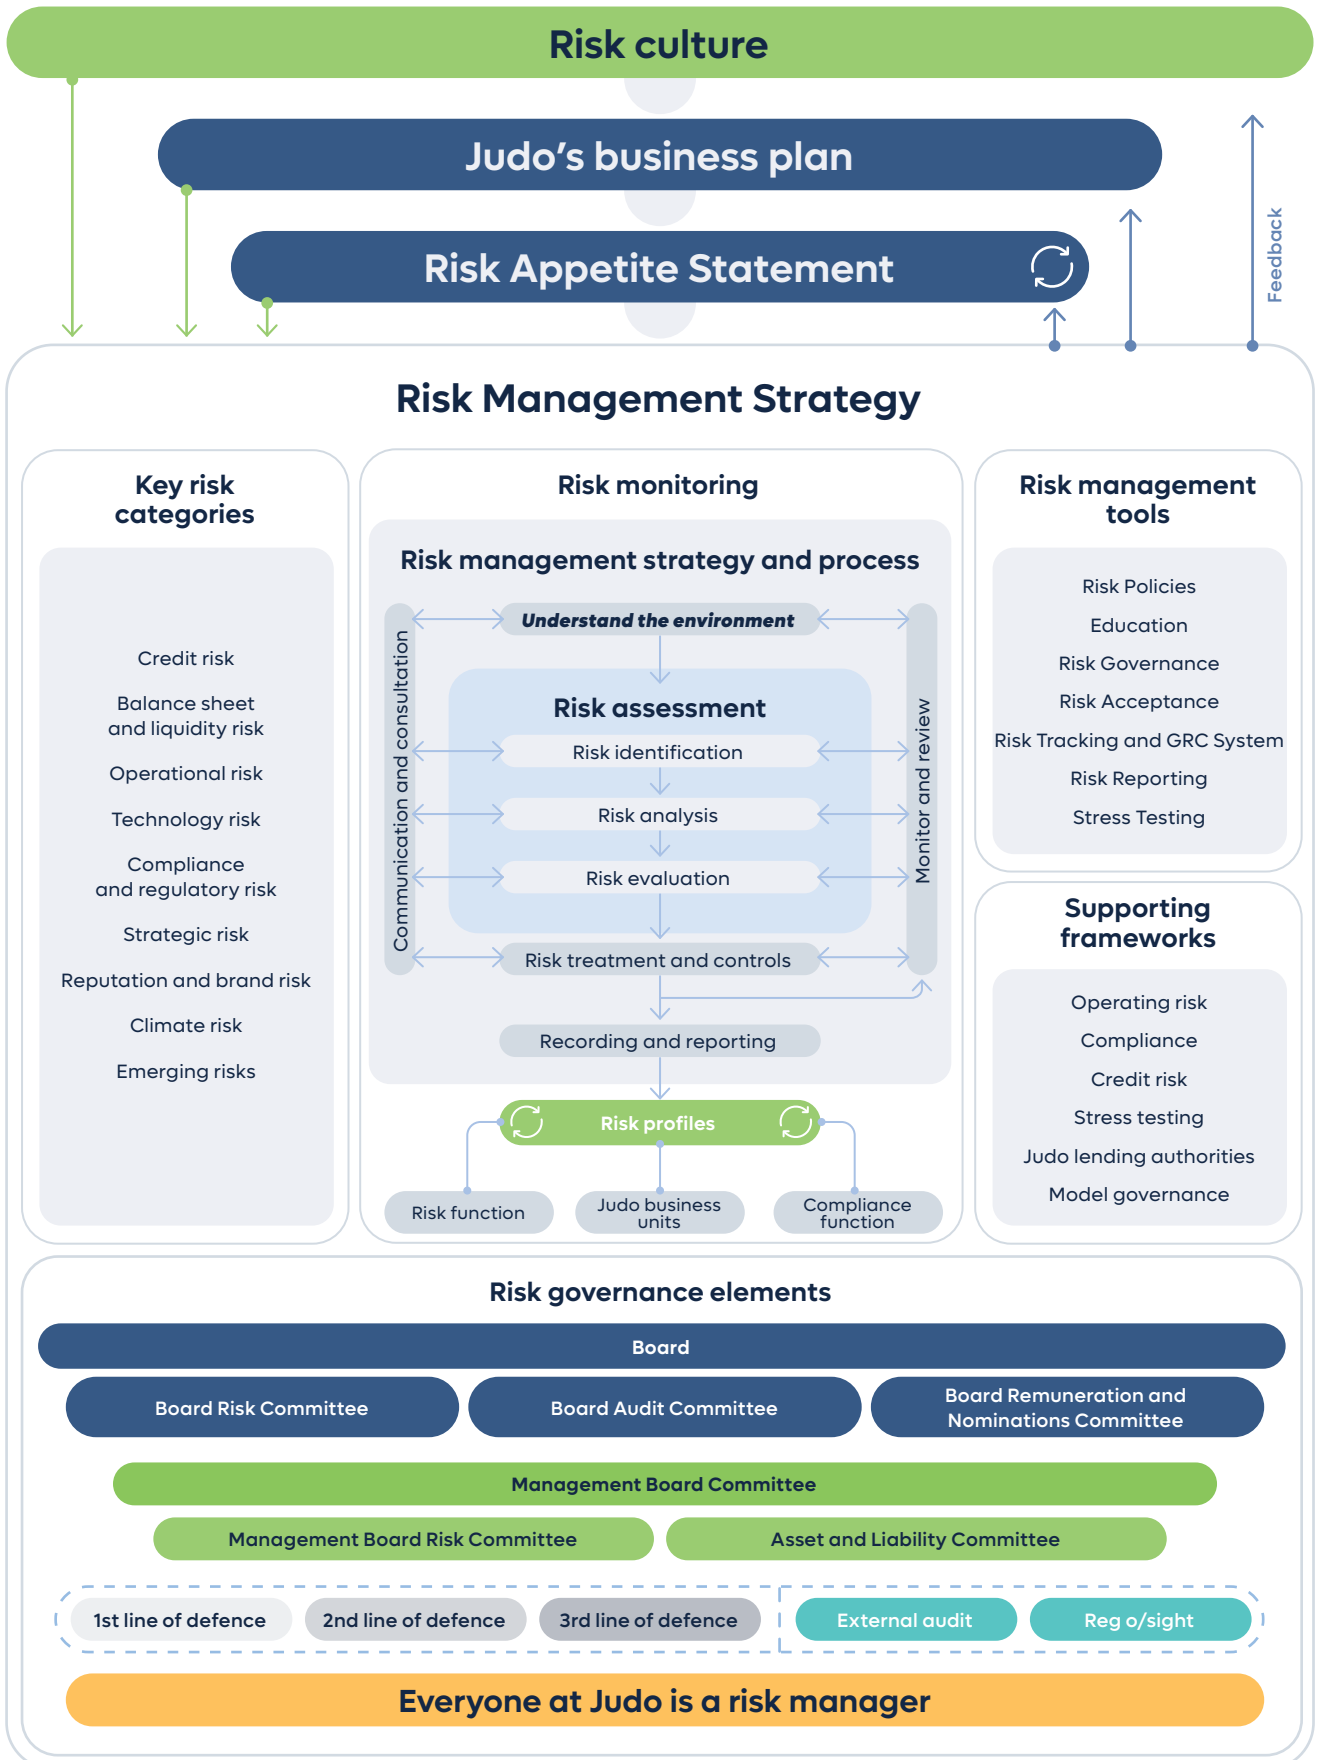 Risk culture
Judo's business plan
Risk Appetite Statement
Feedback
Risk Management Strategy
Key risk
categories
Credit risk
Balance sheet
and liquidity risk
Operational risk
Technology risk
Compliance
and regulatory risk
Strategic risk
Reputation and brand risk
Climate risk
Emerging risks
Risk monitoring
Risk management strategy and process
Communication and consultation
Understand the environment
Risk assessment
Risk identification
Risk analysis
Risk evaluation
Risk treatment and controls
Monitor and review
Recording and reporting
Risk profiles
Risk function
Judo business
units
Compliance
function
Risk management
tools
Risk Policies
Education
Risk Governance
Risk Acceptance
Risk Tracking and GRC System
Risk Reporting
Stress Testing
Supporting
frameworks
Operating risk
Compliance
Credit risk
Stress testing
Judo lending authorities
Model governance
Risk governance elements
Board
Board Risk Committee
Board Audit Committee
Board Remuneration and
Nominations Committee
Management Board Committee
Management Board Risk Committee
Asset and Liability Committee
1st line of defence
2nd line of defence
3rd line of defence
External audit
Reg o/sight
Everyone at Judo is a risk manager